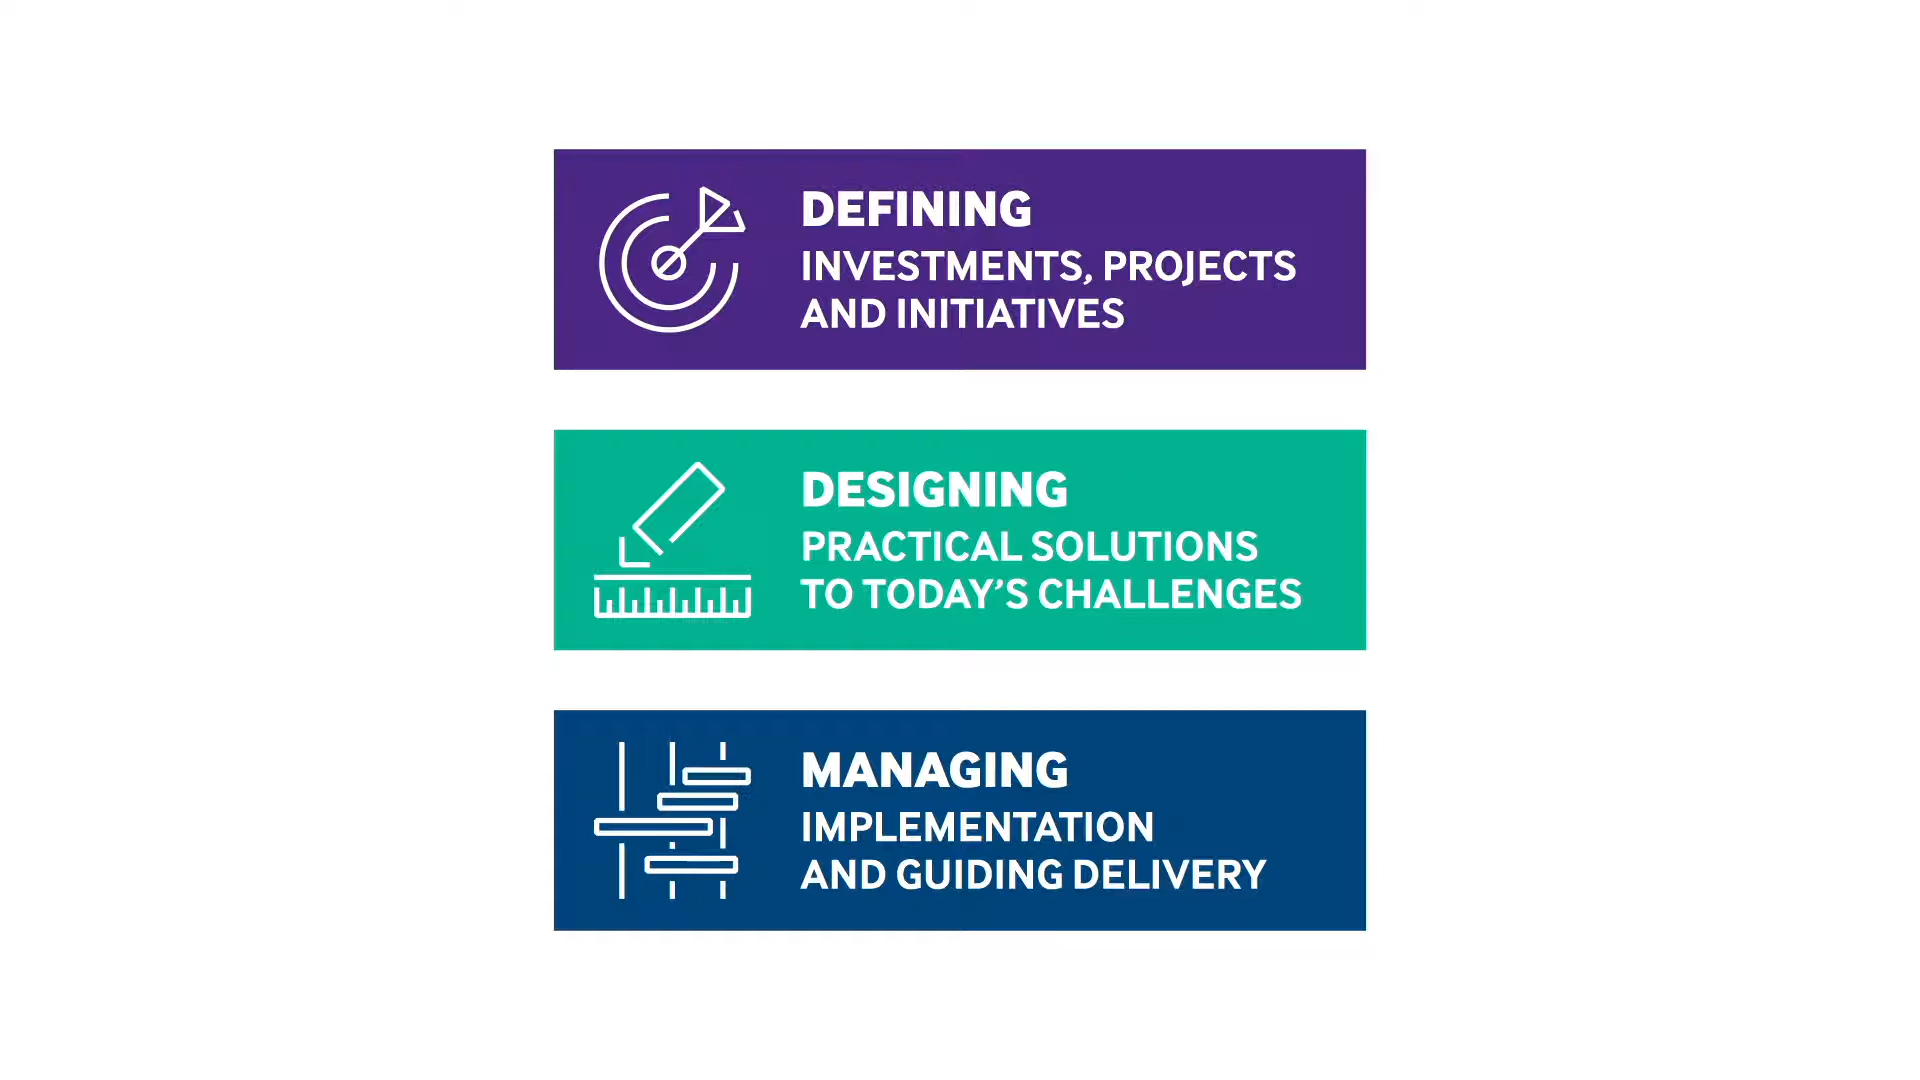 DEFINING
INVESTMENTS, PROJECTS
AND INITIATIVES
DESIGNING
PRACTICAL SOLUTIONS
TO TODAY’S CHALLENGES
MANAGING
IMPLEMENTATION
AND GUIDING DELIVERY